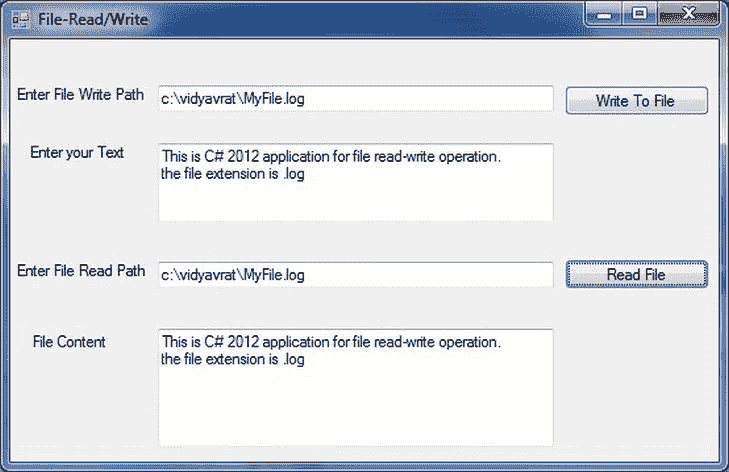 File-Read/Write
Enter File Write Path
c:\vidyavrat\MyFile.log
Write To File
Enter your Text
This is C# 2012 application for file read-write operation.
the file extension is .log
Enter File Read Path
c:\vidyavrat\MyFile.log
Read File
File Content
This is C# 2012 application for file read-write operation.
the file extension is .log